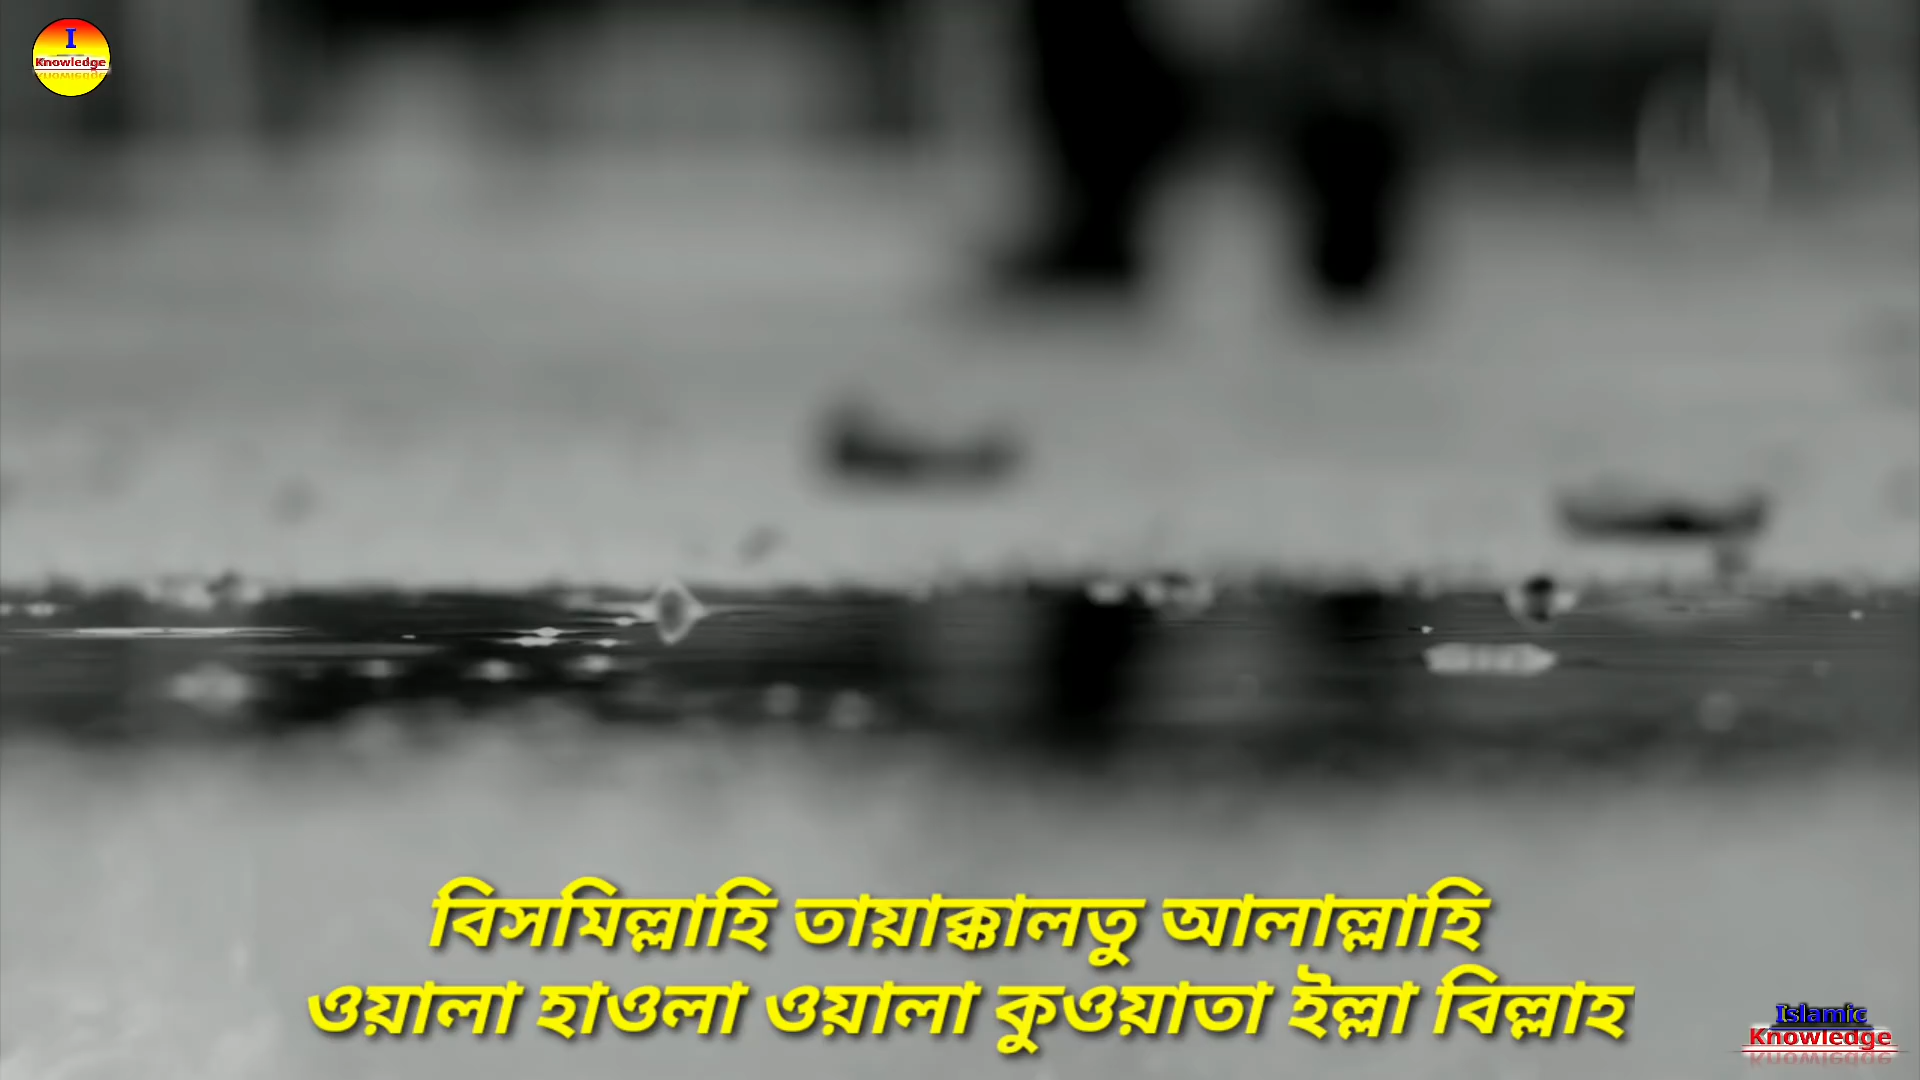 I
Knowledge
বিসমিল্লাহি তায়াক্কালতু আলাল্লাহি
ওয়ালা হাওলা ওয়ালা কুওয়াতা ইল্লা বিল্লাহ
Islamic
Knowledge